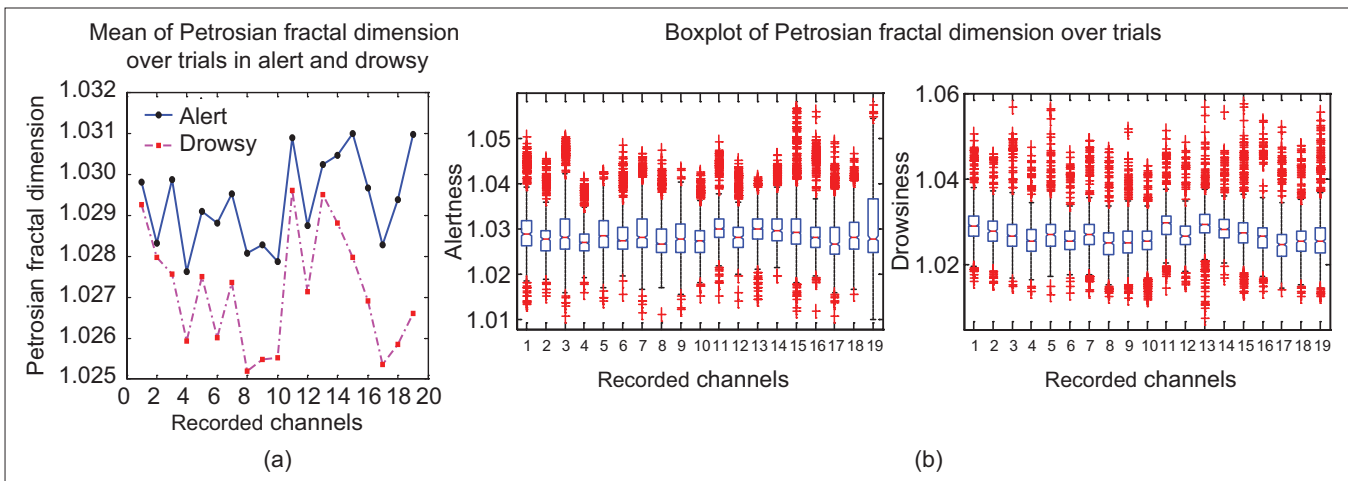 Mean of Petrosian fractal dimension
over trials in alert and drowsy
Petrosian fractal dimension
1.032
1.031
1.030
1.029
1.028
1.027
1.026
1.025
Alert
Drowsy
0 2 4 6 8 10 12 14 16 18 20
Recorded channels
(a)
Boxplot of Petrosian fractal dimension over trials
Alertness
1.05
1.04
1.03
1.02
1.01
1 2 3 4 5 6 7 8 9 10 11 12 13 14 15 16 17 18 19
Recorded channels
Drowsiness
1.06
1.04
1.02
1 2 3 4 5 6 7 8 9 10 11 12 13 14 15 16 17 18 19
Recorded channels
(b)